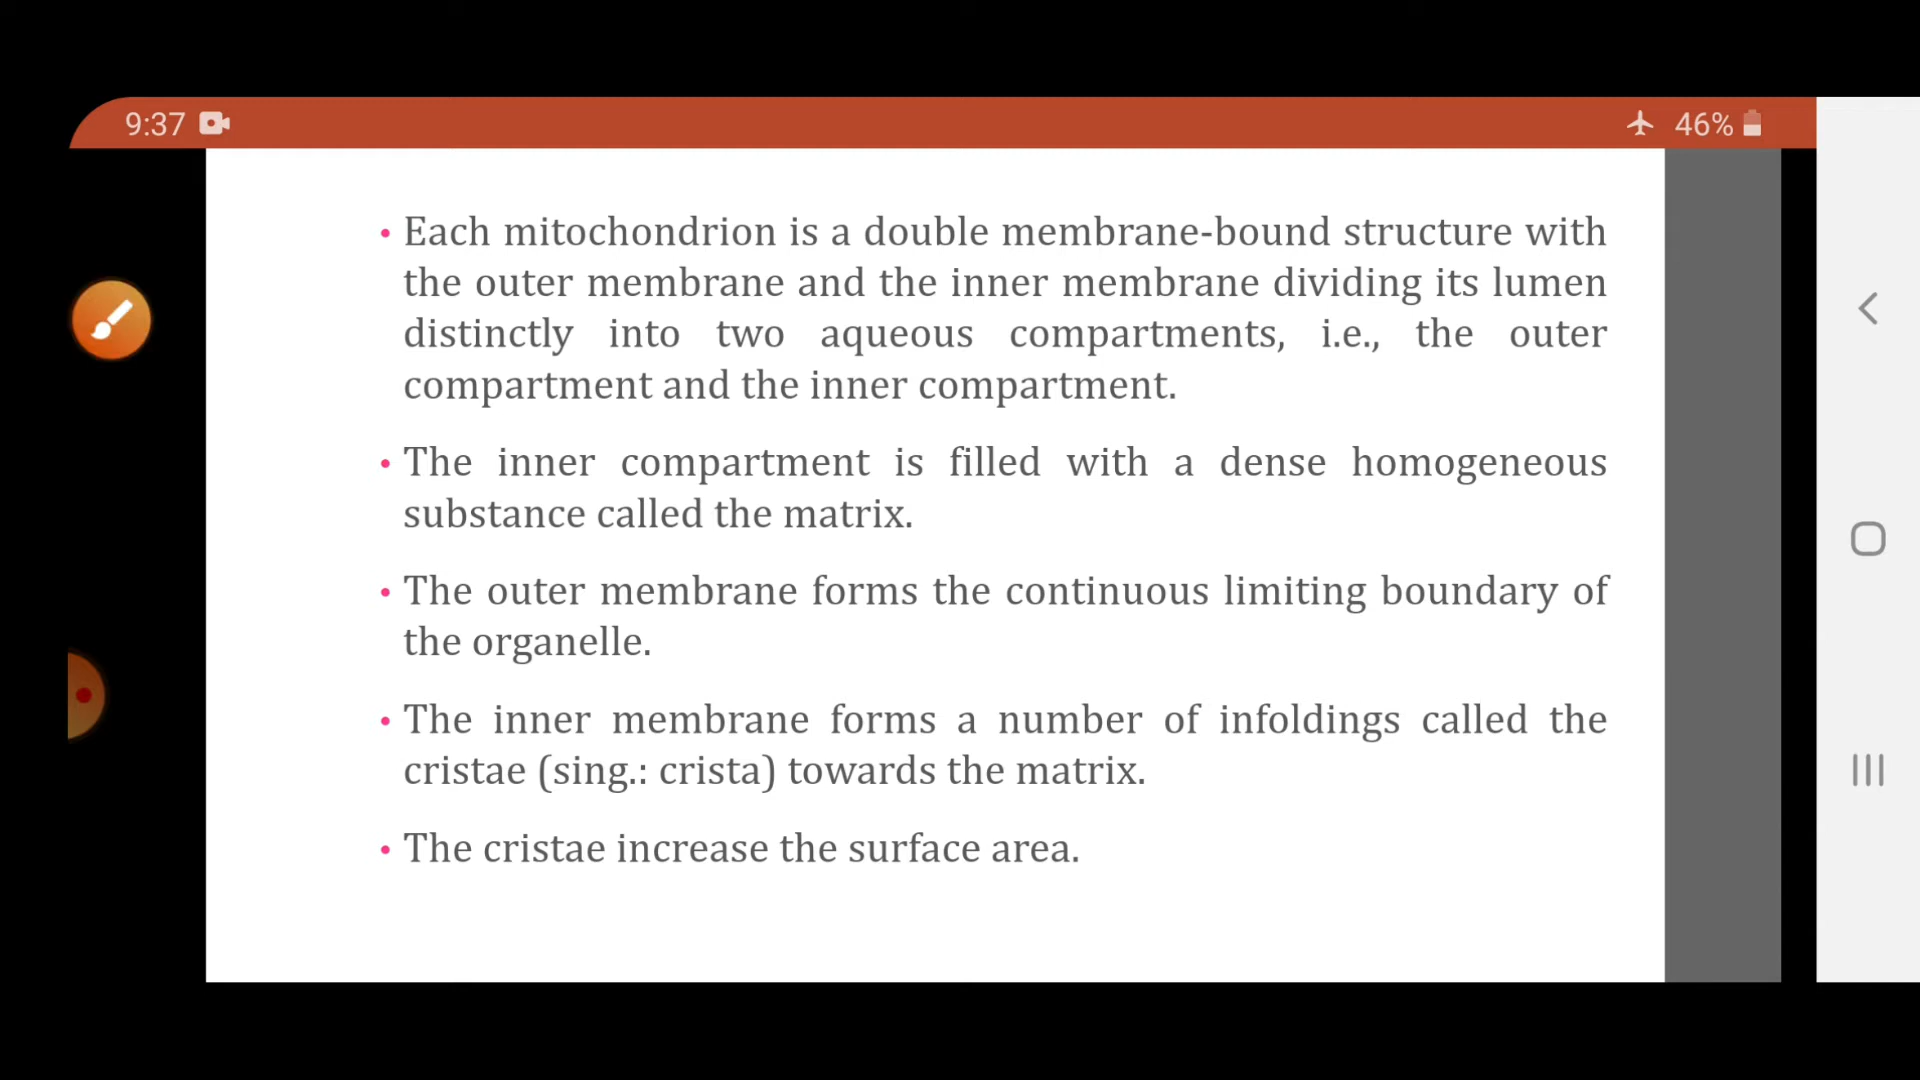 9:37 46%
• Each mitochondrion is a double membrane-bound structure with
the outer membrane and the inner membrane dividing its lumen
distinctly into two aqueous compartments, i.e., the outer
compartment and the inner compartment.
• The inner compartment is filled with a dense homogeneous
substance called the matrix.
• The outer membrane forms the continuous limiting boundary of
the organelle.
• The inner membrane forms a number of infoldings called the
cristae (sing.: crista) towards the matrix.
• The cristae increase the surface area.